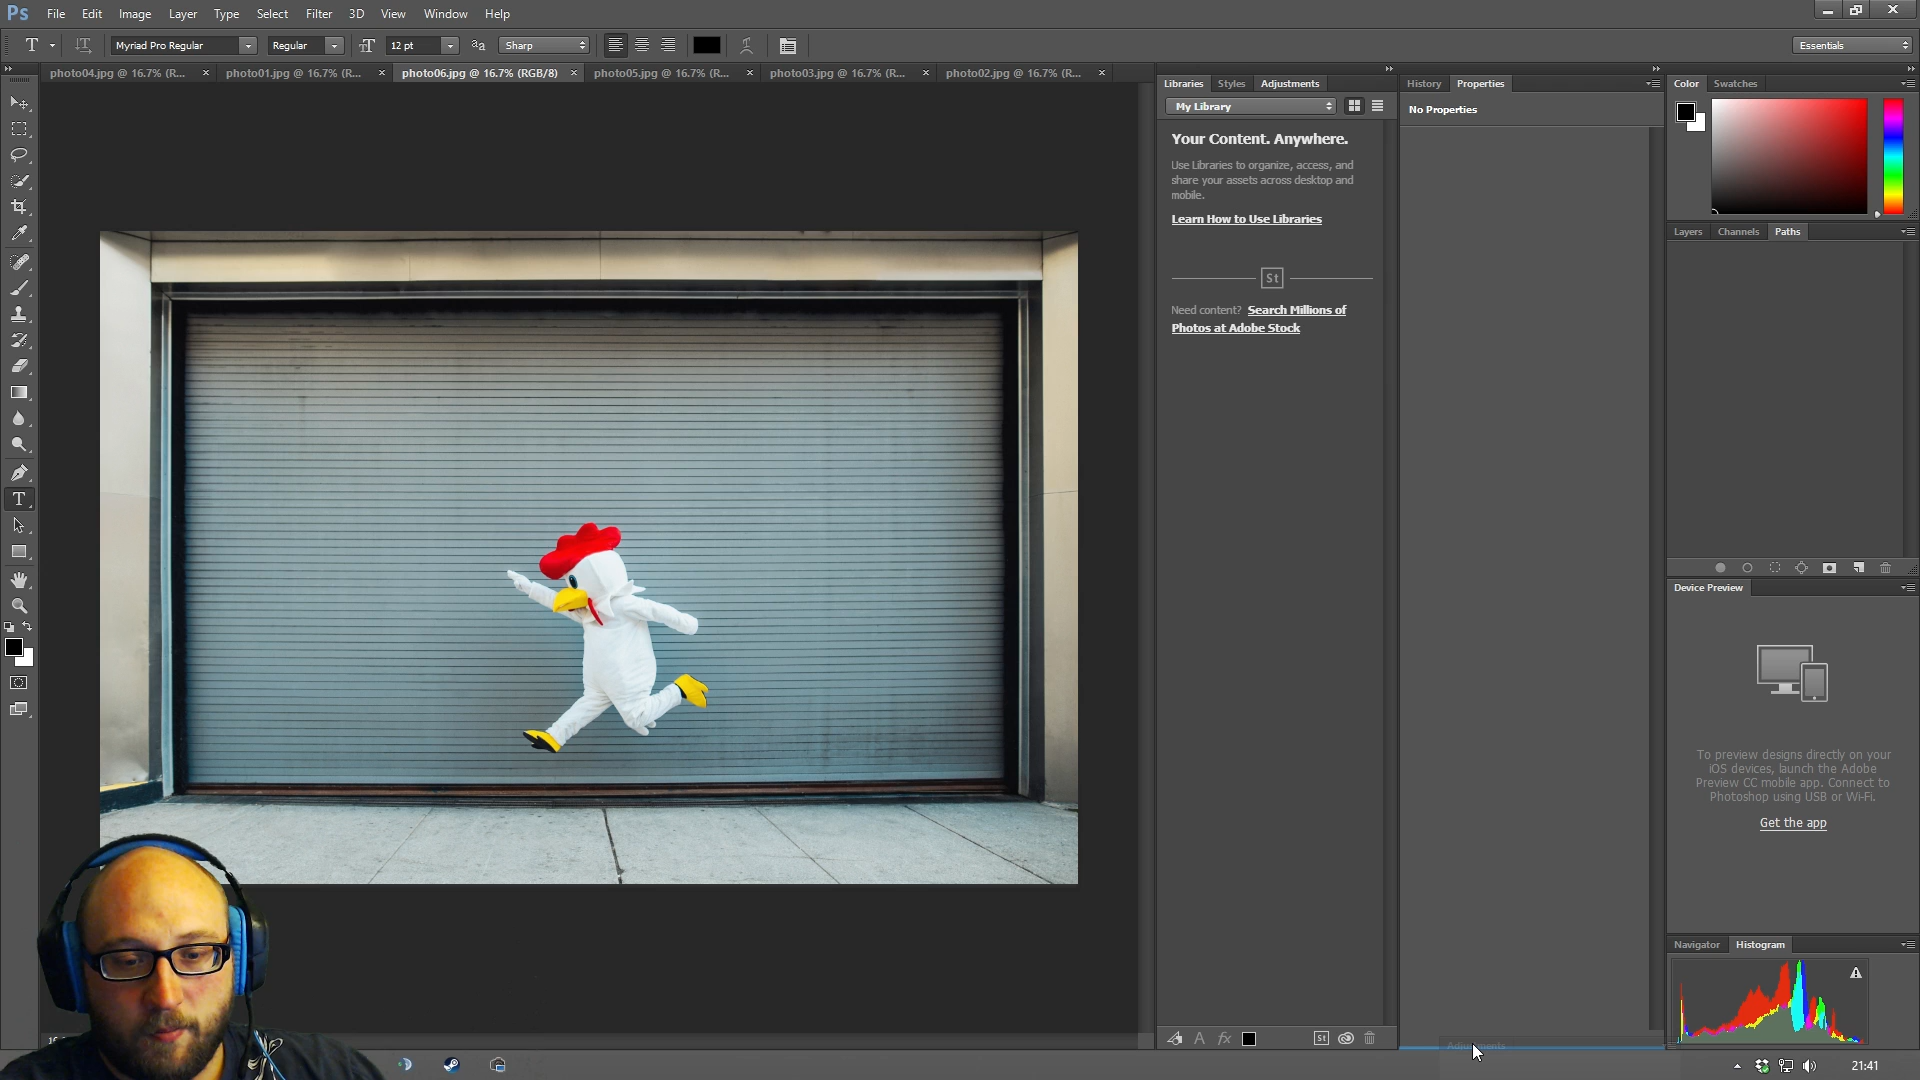 Ps File Edit Image Layer Type Select Filter 3D View Window Help
T Myriad Pro Regular Regular 12 pt aa Sharp Essentials
photo04.jpg @ 16.7% (R... × photo01.jpg @ 16.7% (R... × photo06.jpg @ 16.7% (RGB/8) × photo05.jpg @ 16.7% (R... × photo03.jpg @ 16.7% (R... × photo02.jpg @ 16.7% (R... ×
Libraries Styles Adjustments
My Library
Your Content. Anywhere.
Use Libraries to organize, access, and
share your assets across desktop and
mobile.
Learn How to Use Libraries
St
Need content? Search Millions of
Photos at Adobe Stock
St
History Properties
No Properties
Adjustments
Color Swatches
Layers Channels Paths
Device Preview
To preview designs directly on your
iOS devices, launch the Adobe
Preview CC mobile app. Connect to
Photoshop using USB or Wi-Fi.
Get the app
Navigator Histogram
21:41